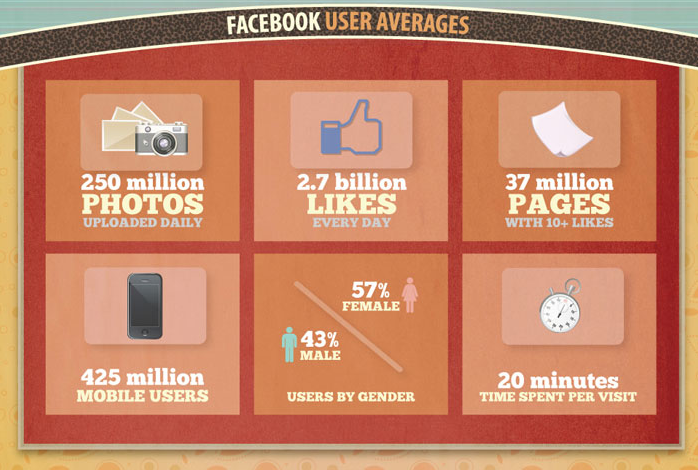 FACEBOOK USER AVERAGES
250 million
PHOTOS
UPLOADED DAILY
2.7 billion
LIKES
EVERY DAY
37 million
PAGES
WITH 10+ LIKES
425 million
MOBILE USERS
57%
FEMALE
43%
MALE
USERS BY GENDER
20 minutes
TIME SPENT PER VISIT